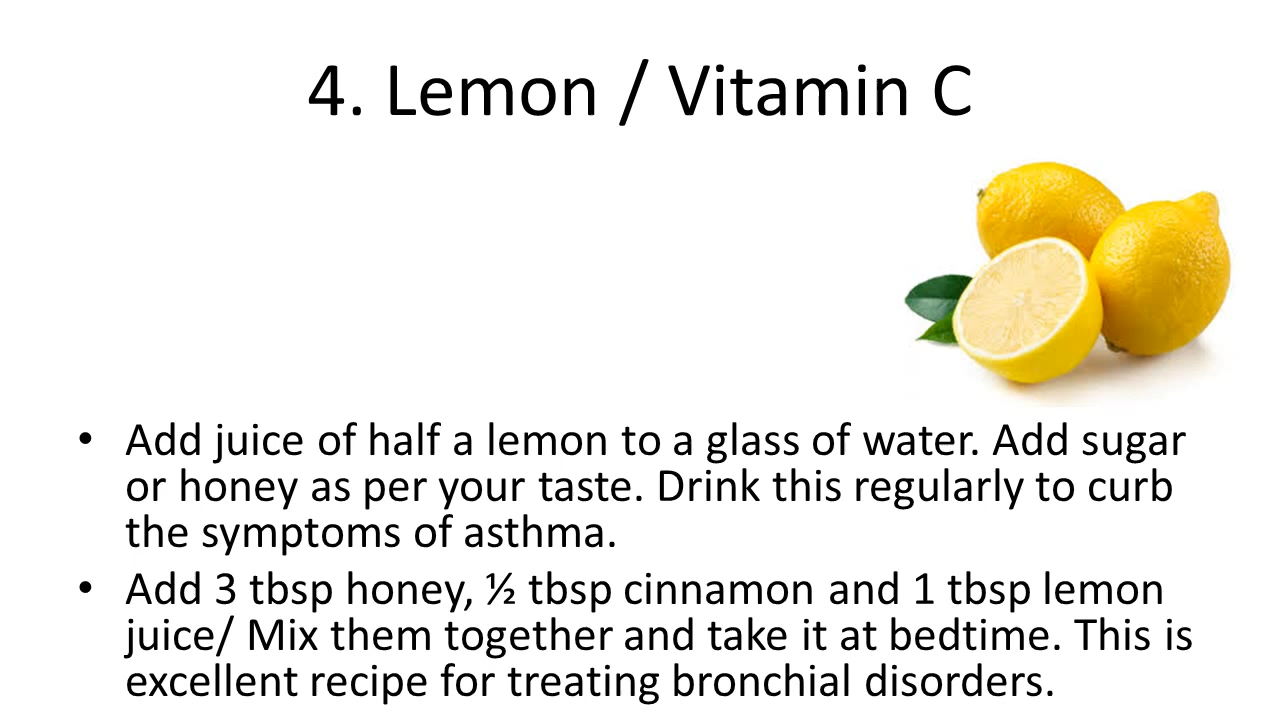 4. Lemon / Vitamin C
• Add juice of half a lemon to a glass of water. Add sugar
or honey as per your taste. Drink this regularly to curb
the symptoms of asthma.
• Add 3 tbsp honey, ½ tbsp cinnamon and 1 tbsp lemon
juice/ Mix them together and take it at bedtime. This is
excellent recipe for treating bronchial disorders.